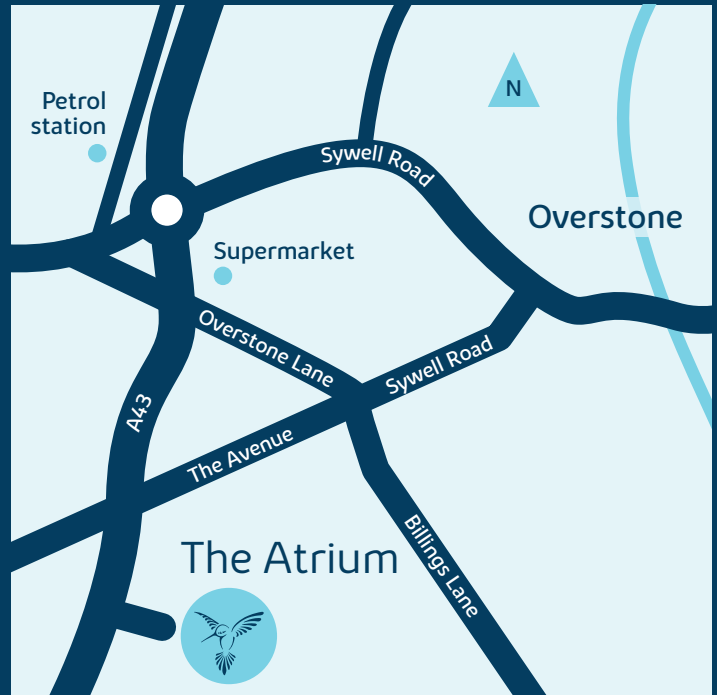 N
Petrol
station
Sywell Road
Overstone
Supermarket
Overstone Lane
Sywell Road
A43
The Avenue
The Atrium
Billings Lane